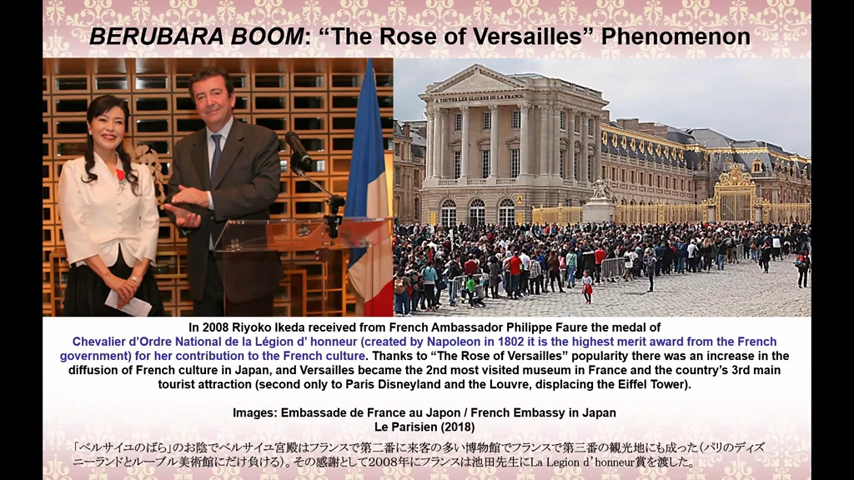 BERUBARA BOOM: “The Rose of Versailles” Phenomenon
A TOUTES LES GLOIRES DE LA FRANCE
In 2008 Riyoko Ikeda received from French Ambassador Philippe Faure the medal of
Chevalier d’Ordre National de la Légion d’ honneur (created by Napoleon in 1802 it is the highest merit award from the French
government) for her contribution to the French culture. Thanks to “The Rose of Versailles” popularity there was an increase in the
diffusion of French culture in Japan, and Versailles became the 2nd most visited museum in France and the country’s 3rd main
tourist attraction (second only to Paris Disneyland and the Louvre, displacing the Eiffel Tower).
Images: Embassade de France au Japon / French Embassy in Japan
Le Parisien (2018)
「ベルサイユのばら」のお陰でベルサイユ宮殿はフランスで第二番に来客の多い博物館でフランスで第三番の観光地にも成った(パリのディズ
ニーランドとルーブル美術館にだけ負ける)。その感謝として2008年にフランスは池田先生にLa Legion d’honneur賞を渡した。